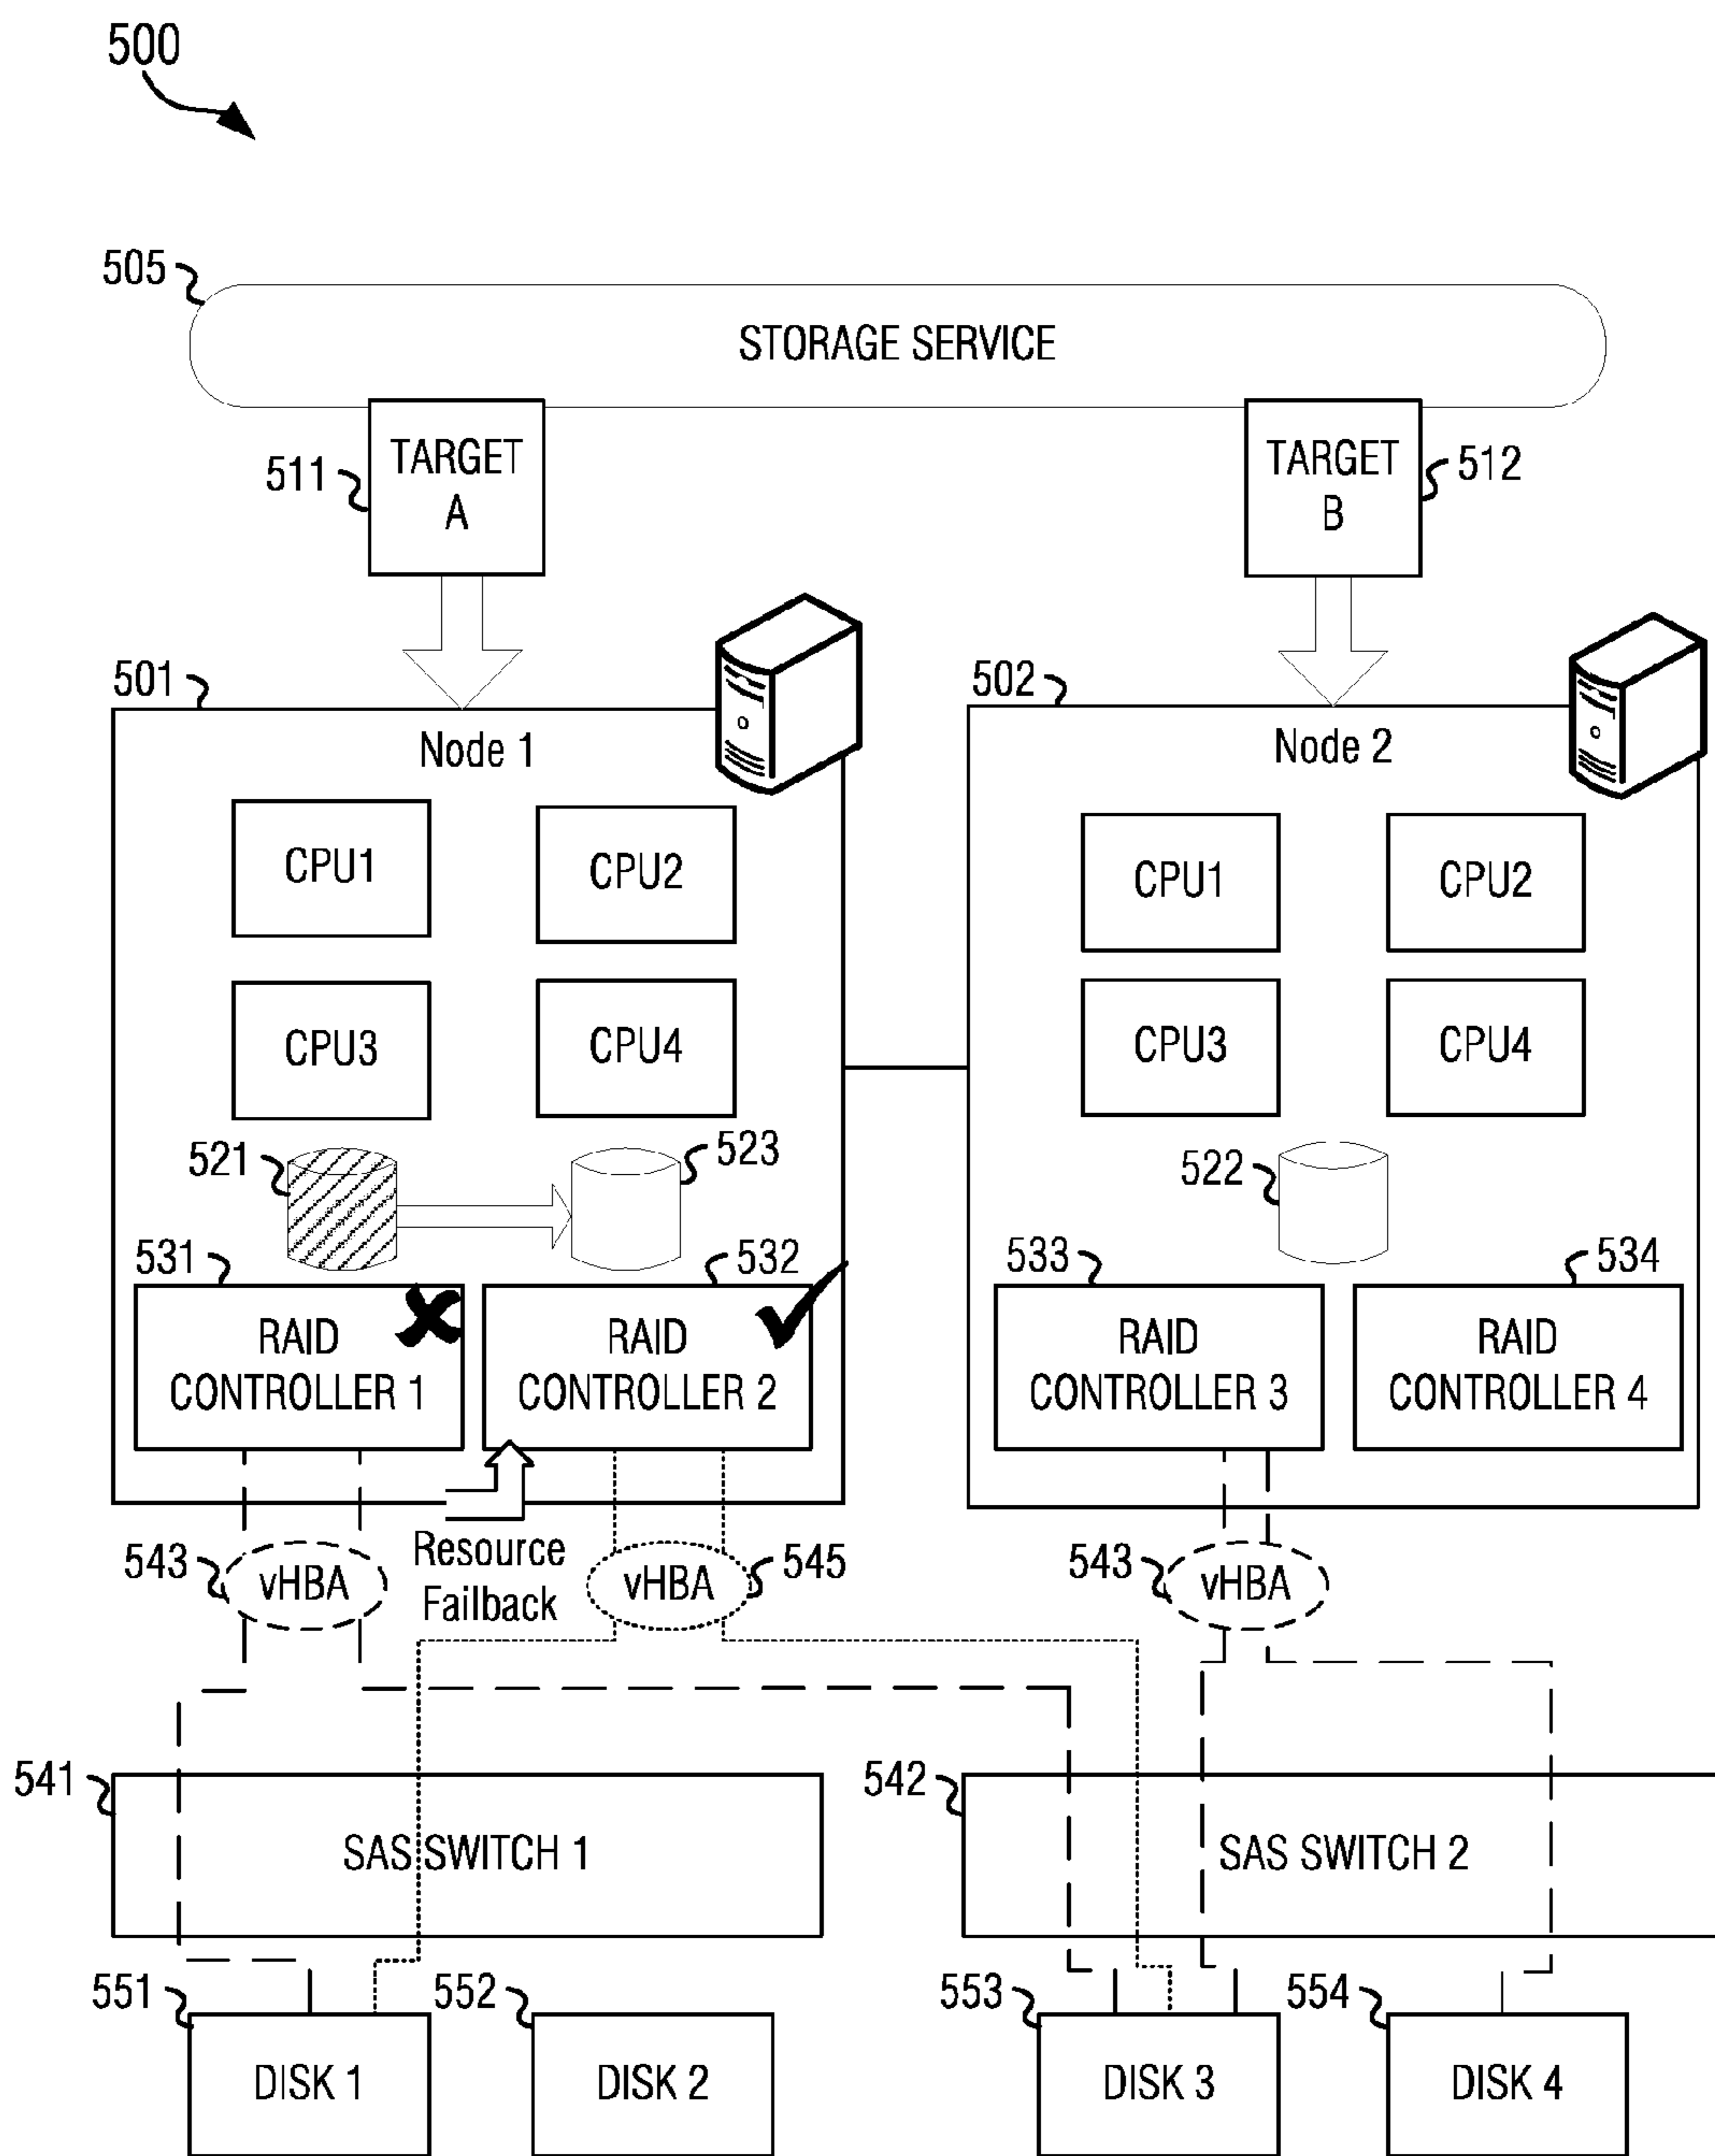 500
505
STORAGE SERVICE
511
TARGET
A
TARGET
B
512
501
Node 1
502
Node 2
CPU1
CPU2
CPU1
CPU2
CPU3
CPU4
CPU3
CPU4
521
523
522
531
532
533
534
RAID
CONTROLLER 1
RAID
CONTROLLER 2
RAID
CONTROLLER 3
RAID
CONTROLLER 4
543
vHBA
Resource
Failback
vHBA
545
543
vHBA
541
SAS SWITCH 1
542
SAS SWITCH 2
551
552
553
554
DISK 1
DISK 2
DISK 3
DISK 4